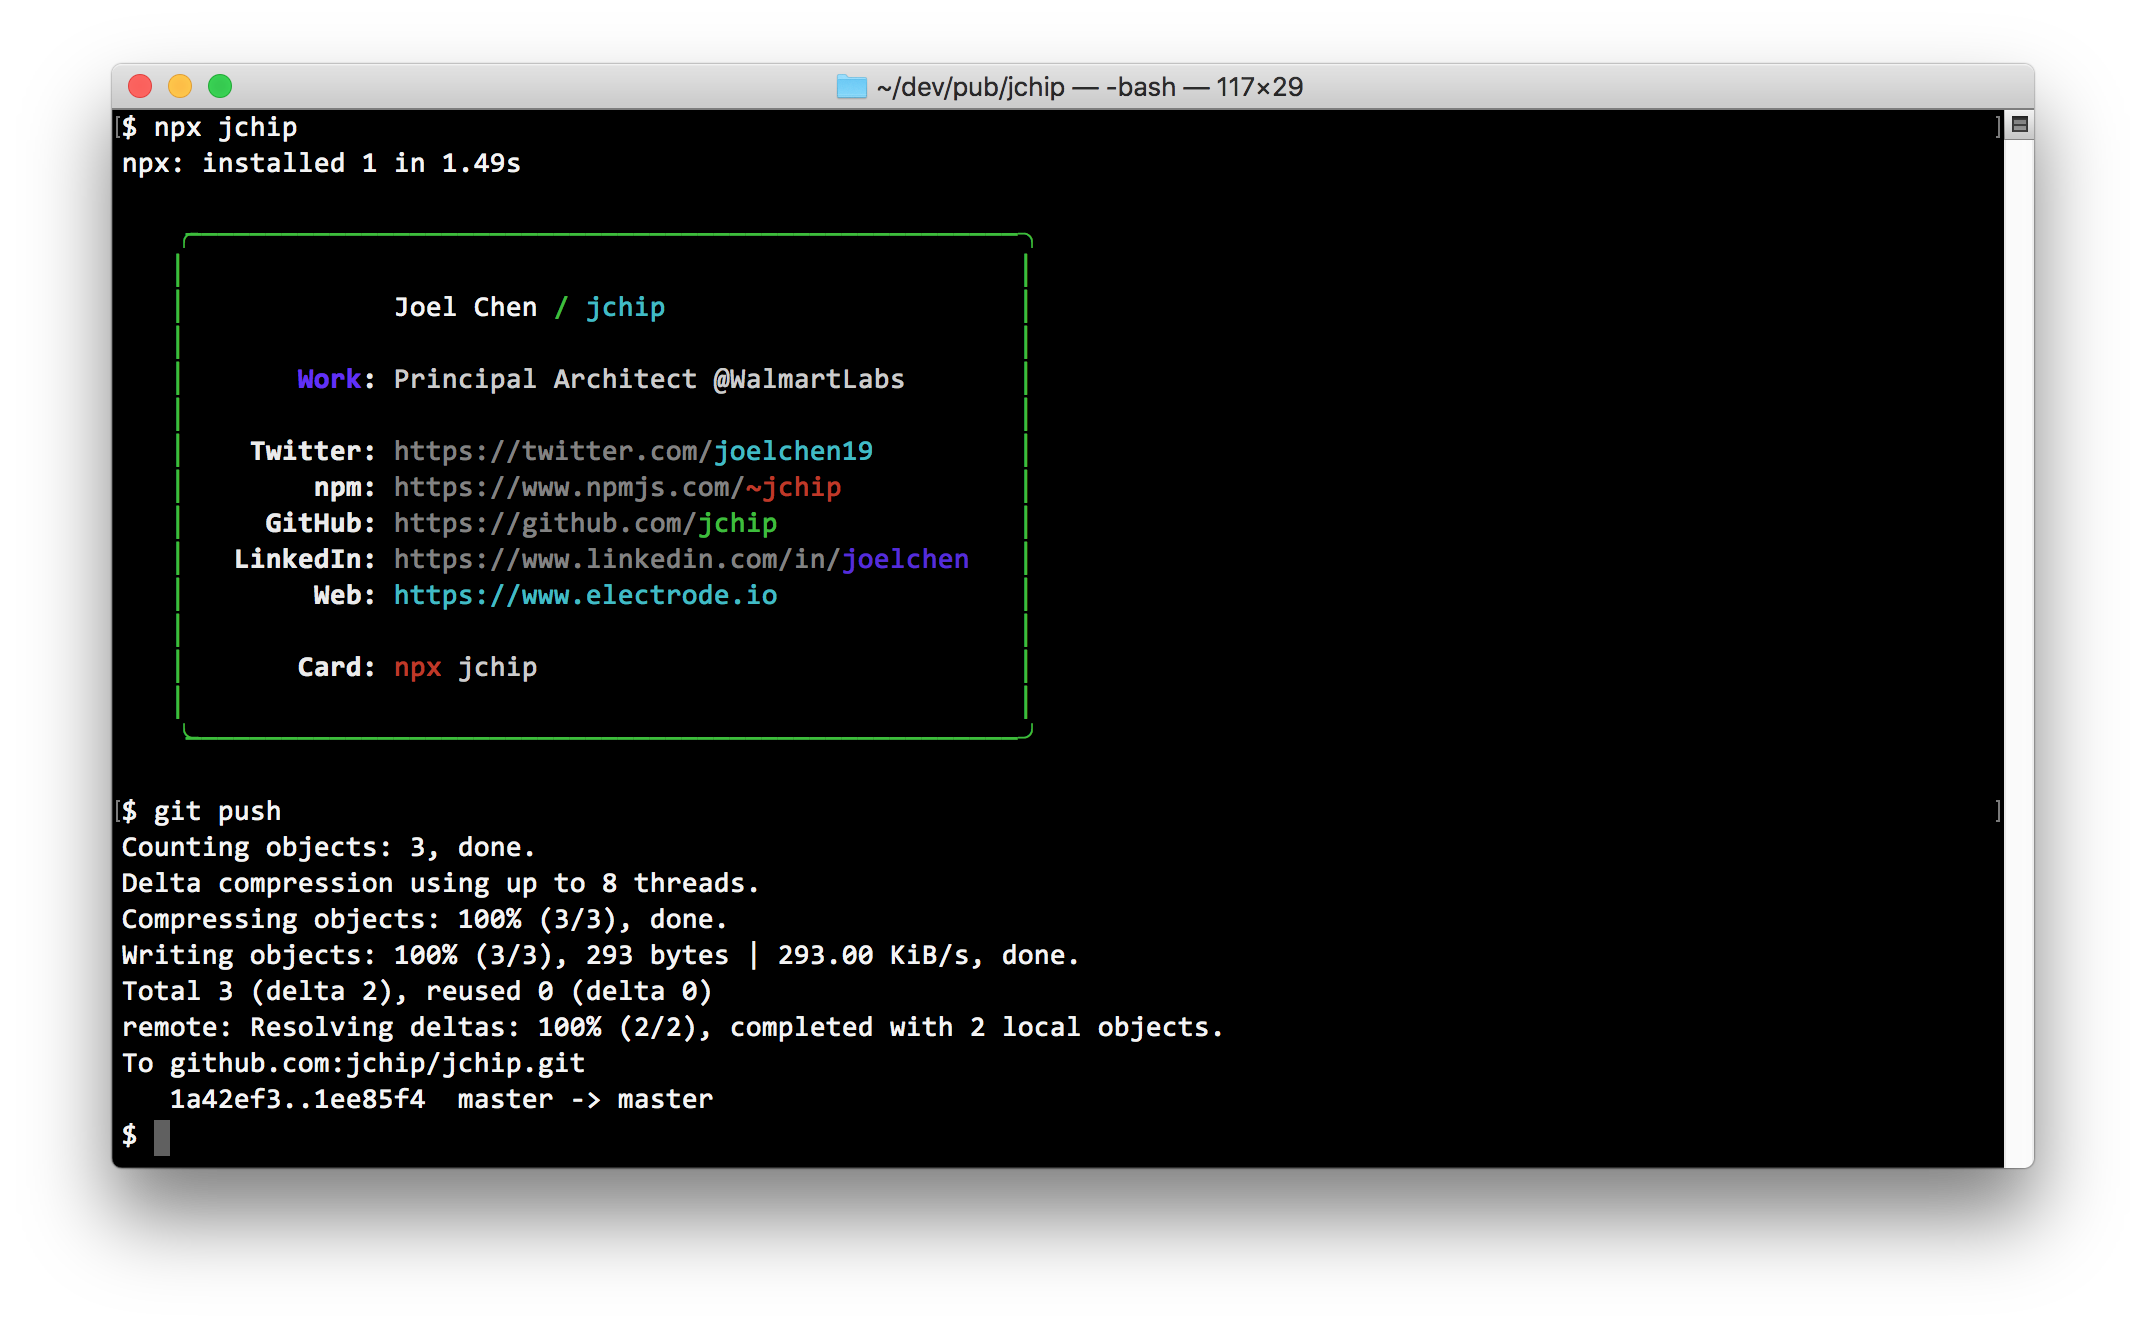 ~/dev/pub/jchip — -bash — 117×29
$ npx jchip
npx: installed 1 in 1.49s
Joel Chen / jchip
Work: Principal Architect @WalmartLabs
Twitter: https://twitter.com/joelchen19
npm: https://www.npmjs.com/~jchip
GitHub: https://github.com/jchip
LinkedIn: https://www.linkedin.com/in/joelchen
Web: https://www.electrode.io
Card: npx jchip
$ git push
Counting objects: 3, done.
Delta compression using up to 8 threads.
Compressing objects: 100% (3/3), done.
Writing objects: 100% (3/3), 293 bytes | 293.00 KiB/s, done.
Total 3 (delta 2), reused 0 (delta 0)
remote: Resolving deltas: 100% (2/2), completed with 2 local objects.
To github.com:jchip/jchip.git
   1a42ef3..1ee85f4  master -> master
$